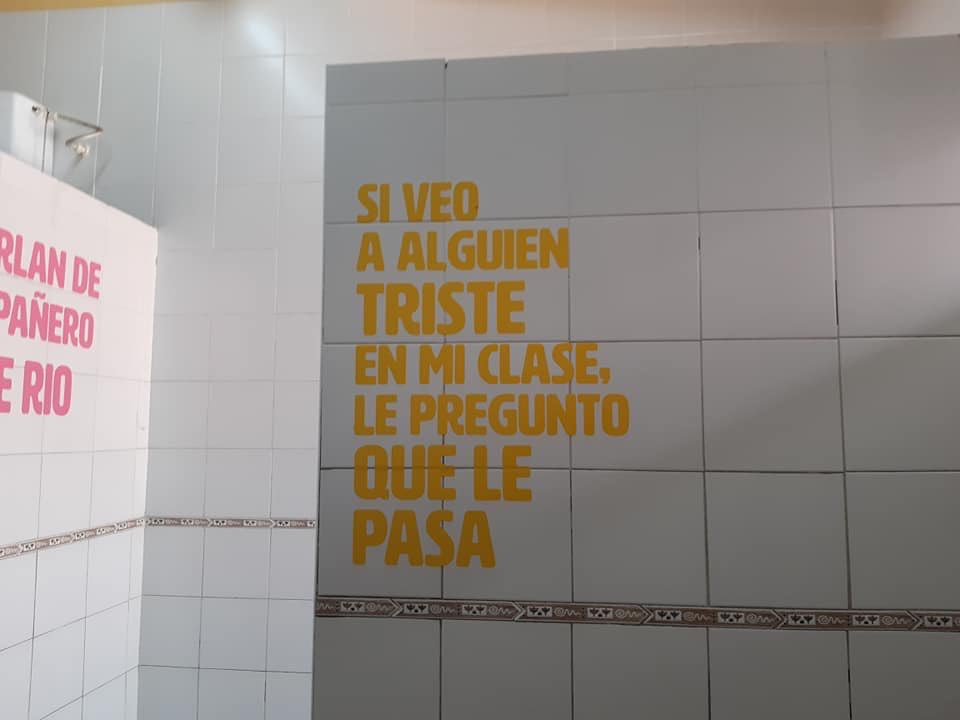 RLAN DE
PAÑERO
E RIO
SI VEO
A ALGUIEN
TRISTE
EN MI CLASE,
LE PREGUNTO
QUE LE
PASA